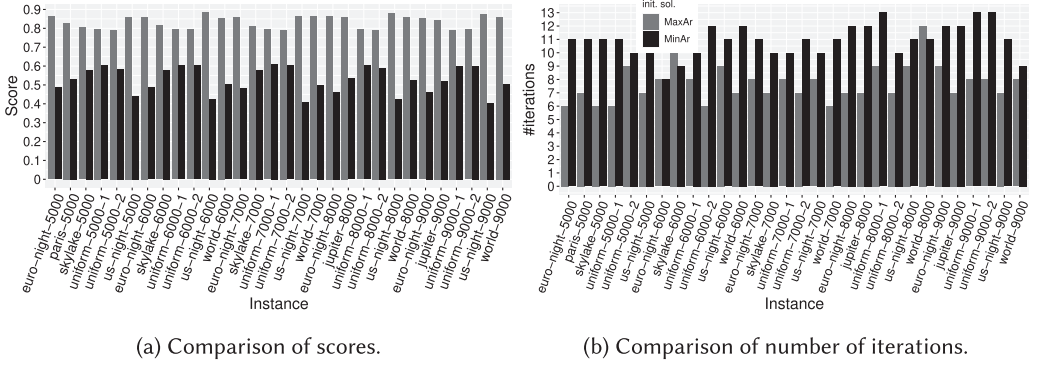 Score
0.9
0.8
0.7
0.6
0.5
0.4
0.3
0.2
0.1
0
euro-night-5000
paris-5000
skylake-5000
uniform-5000-1
uniform-5000-2
us-night-5000
euro-night-6000
skylake-6000
uniform-6000-1
uniform-6000-2
us-night-6000
world-6000
euro-night-7000
skylake-7000
uniform-7000-1
uniform-7000-2
us-night-7000
world-7000
euro-night-8000
jupiter-8000
uniform-8000-1
uniform-8000-2
us-night-8000
world-8000
euro-night-9000
jupiter-9000
uniform-9000-1
uniform-9000-2
us-night-9000
world-9000
Instance
(a) Comparison of scores.
init. sol.
MaxAr
MinAr
#iterations
13
12
11
10
9
8
7
6
5
4
3
2
1
0
euro-night-5000
paris-5000
skylake-5000
uniform-5000-1
uniform-5000-2
us-night-5000
euro-night-6000
skylake-6000
uniform-6000-1
uniform-6000-2
us-night-6000
world-6000
euro-night-7000
skylake-7000
uniform-7000-1
uniform-7000-2
us-night-7000
world-7000
euro-night-8000
jupiter-8000
uniform-8000-1
uniform-8000-2
us-night-8000
world-8000
euro-night-9000
jupiter-9000
uniform-9000-1
uniform-9000-2
us-night-9000
world-9000
Instance
(b) Comparison of number of iterations.